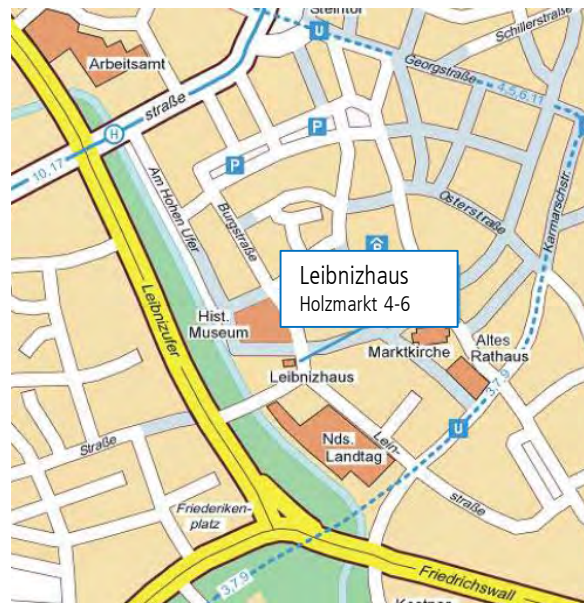 Steintor
U
Schillerstraße
Georgstraße
4,5,6,11
Arbeitsamt
straße
H
10,17
P
P
Am Hohen Ufer
Burgstraße
Osterstraße
Karmarschstr.
Leibnizufer
Leibnizhaus
Holzmarkt 4-6
Hist.
Museum
Marktkirche
Altes
Rathaus
Leibnizhaus
3,7,9
U
Straße
Nds.
Landtag
Lein-
straße
Friederiken-
platz
3,7,9
Friedrichswall